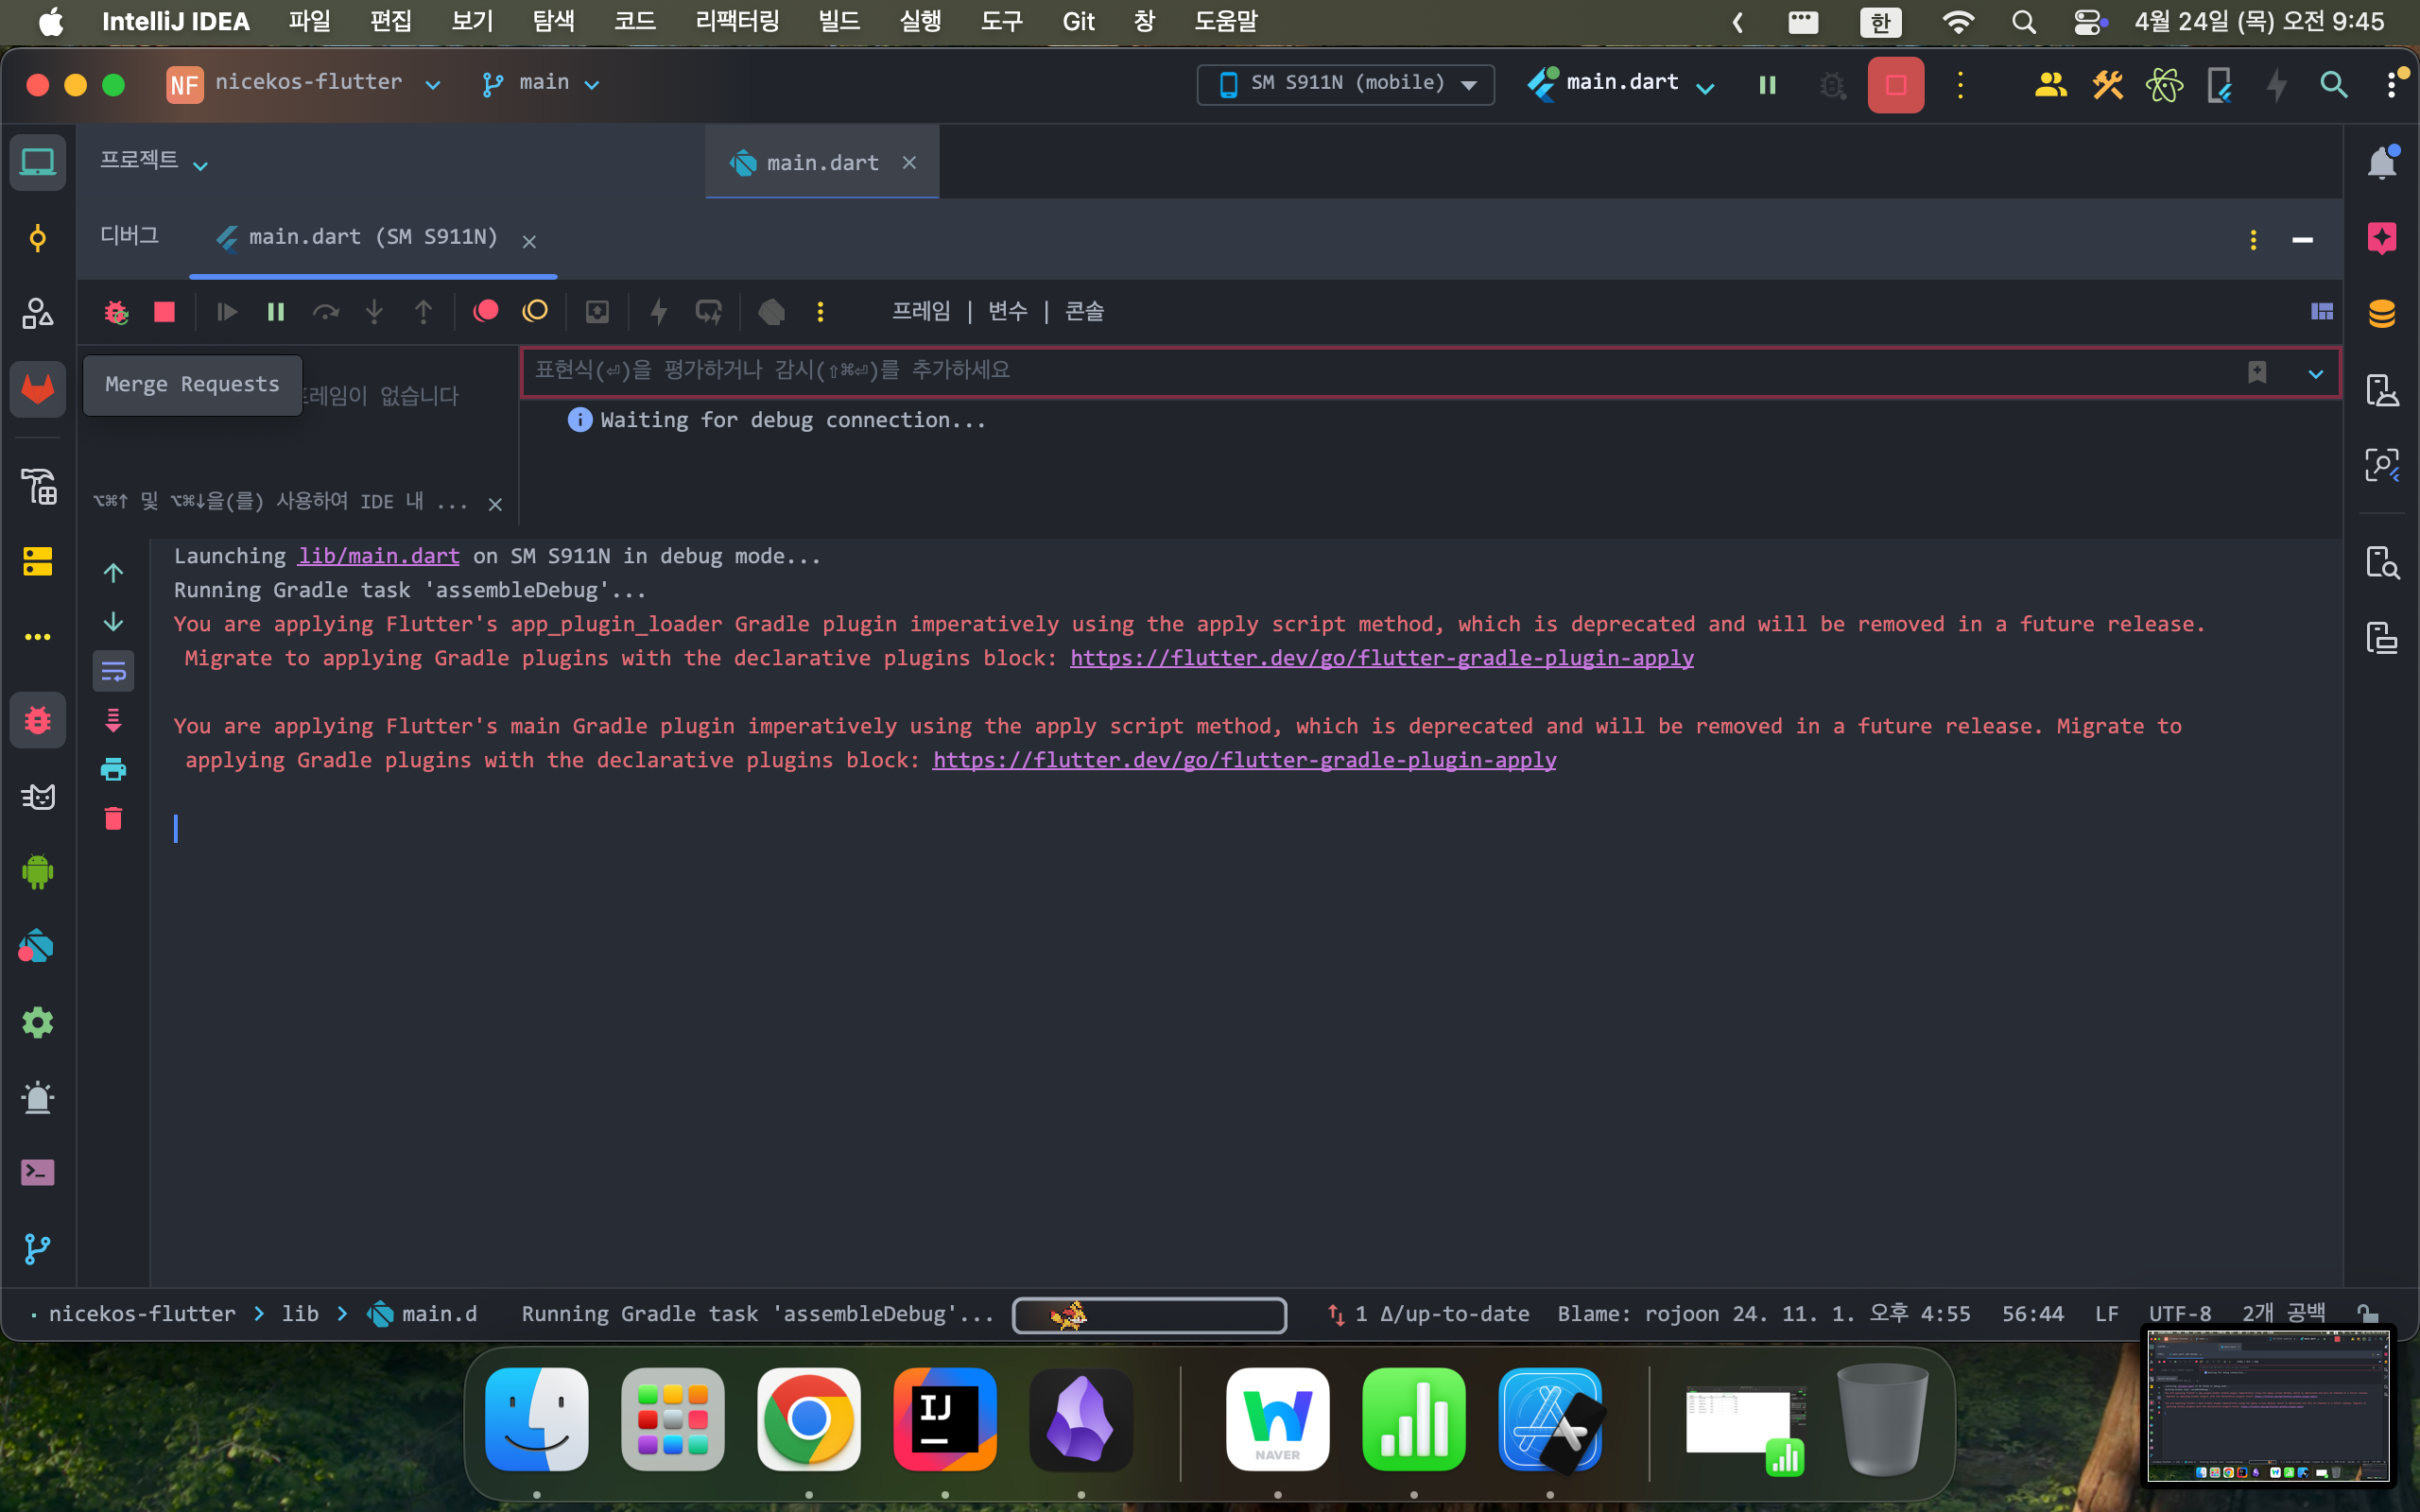 IntelliJ IDEA 파일 편집 보기 탐색 코드 리팩터링 빌드 실행 도구 Git 창 도움말 한 4월 24일 (목) 오전 9:45
NF nicekos-flutter main SM S911N (mobile) main.dart
프로젝트 main.dart
디버그 main.dart (SM S911N)
프레임 | 변수 | 콘솔
표현식(⏎)을 평가하거나 감시(⇧⌘⏎)를 추가하세요
Merge Requests
레임이 없습니다
Waiting for debug connection...
⌥⌘↑ 및 ⌥⌘↓을(를) 사용하여 IDE 내 ...
Launching lib/main.dart on SM S911N in debug mode...
Running Gradle task 'assembleDebug'...
You are applying Flutter's app_plugin_loader Gradle plugin imperatively using the apply script method, which is deprecated and will be removed in a future release.
Migrate to applying Gradle plugins with the declarative plugins block: https://flutter.dev/go/flutter-gradle-plugin-apply
You are applying Flutter's main Gradle plugin imperatively using the apply script method, which is deprecated and will be removed in a future release. Migrate to
applying Gradle plugins with the declarative plugins block: https://flutter.dev/go/flutter-gradle-plugin-apply
nicekos-flutter > lib > main.d Running Gradle task 'assembleDebug'... 1 Δ/up-to-date Blame: rojoon 24. 11. 1. 오후 4:55 56:44 LF UTF-8 2개 공백
IJ
NAVER